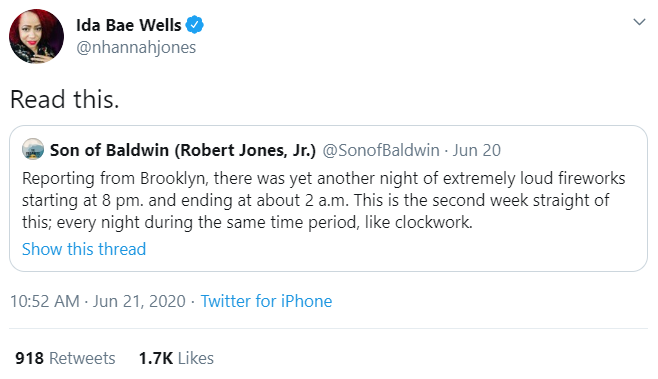 Ida Bae Wells
@nhannahjones
Read this.
Son of Baldwin (Robert Jones, Jr.) @SonofBaldwin · Jun 20
Reporting from Brooklyn, there was yet another night of extremely loud fireworks
starting at 8 pm. and ending at about 2 a.m. This is the second week straight of
this; every night during the same time period, like clockwork.
Show this thread
10:52 AM · Jun 21, 2020 · Twitter for iPhone
918 Retweets 1.7K Likes